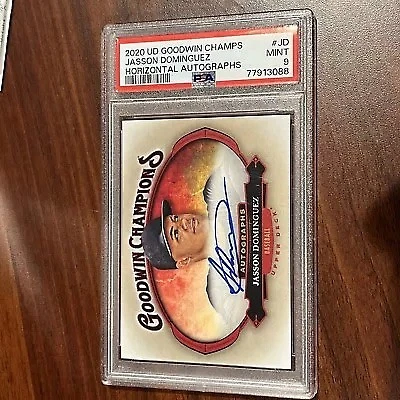 2020 UD GOODWIN CHAMPS #JD
JASSON DOMINGUEZ MINT
HORIZONTAL AUTOGRAPHS PSA 9
77913088
GOODWIN CHAMPIONS
AUTOGRAPHS
JASSON DOMINGUEZ
BASEBALL
UPPER DECK